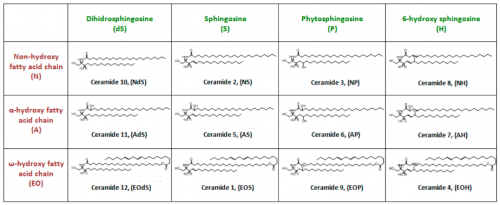 Dihidrosphingosine
(dS)
Sphingosine
(S)
Phytosphingosine
(P)
6-hydroxy sphingosine
(H)
Non-hydroxy
fatty acid chain
(N)
Ceramide 10, (NdS)
Ceramide 2, (NS)
Ceramide 3, (NP)
Ceramide 8, (NH)
α-hydroxy fatty
acid chain
(A)
Ceramide 11, (AdS)
Ceramide 5, (AS)
Ceramide 6, (AP)
Ceramide 7, (AH)
ω-hydroxy fatty
acid chain
(EO)
Ceramide 12, (EOdS)
Ceramide 1, (EOS)
Ceramide 9, (EOP)
Ceramide 4, (EOH)